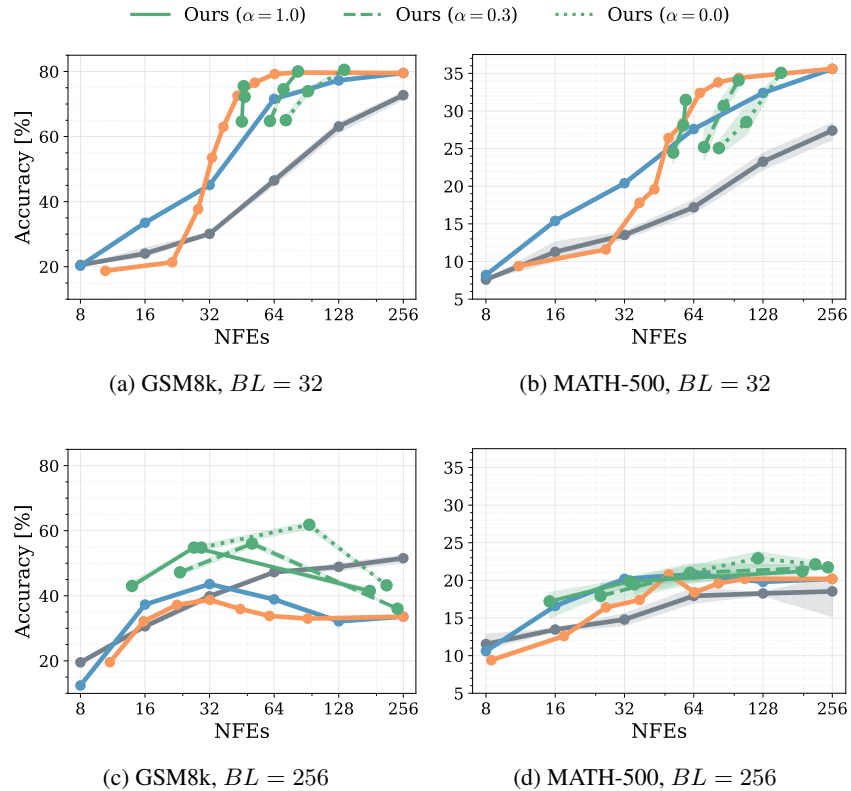 Ours (α=1.0) Ours (α=0.3) Ours (α=0.0)
Accuracy [%]
80
60
40
20
8 16 32 64 128 256
NFEs
(a) GSM8k, BL = 32
35
30
25
20
15
10
5
8 16 32 64 128 256
NFEs
(b) MATH-500, BL = 32
Accuracy [%]
80
60
40
20
8 16 32 64 128 256
NFEs
(c) GSM8k, BL = 256
35
30
25
20
15
10
5
8 16 32 64 128 256
NFEs
(d) MATH-500, BL = 256